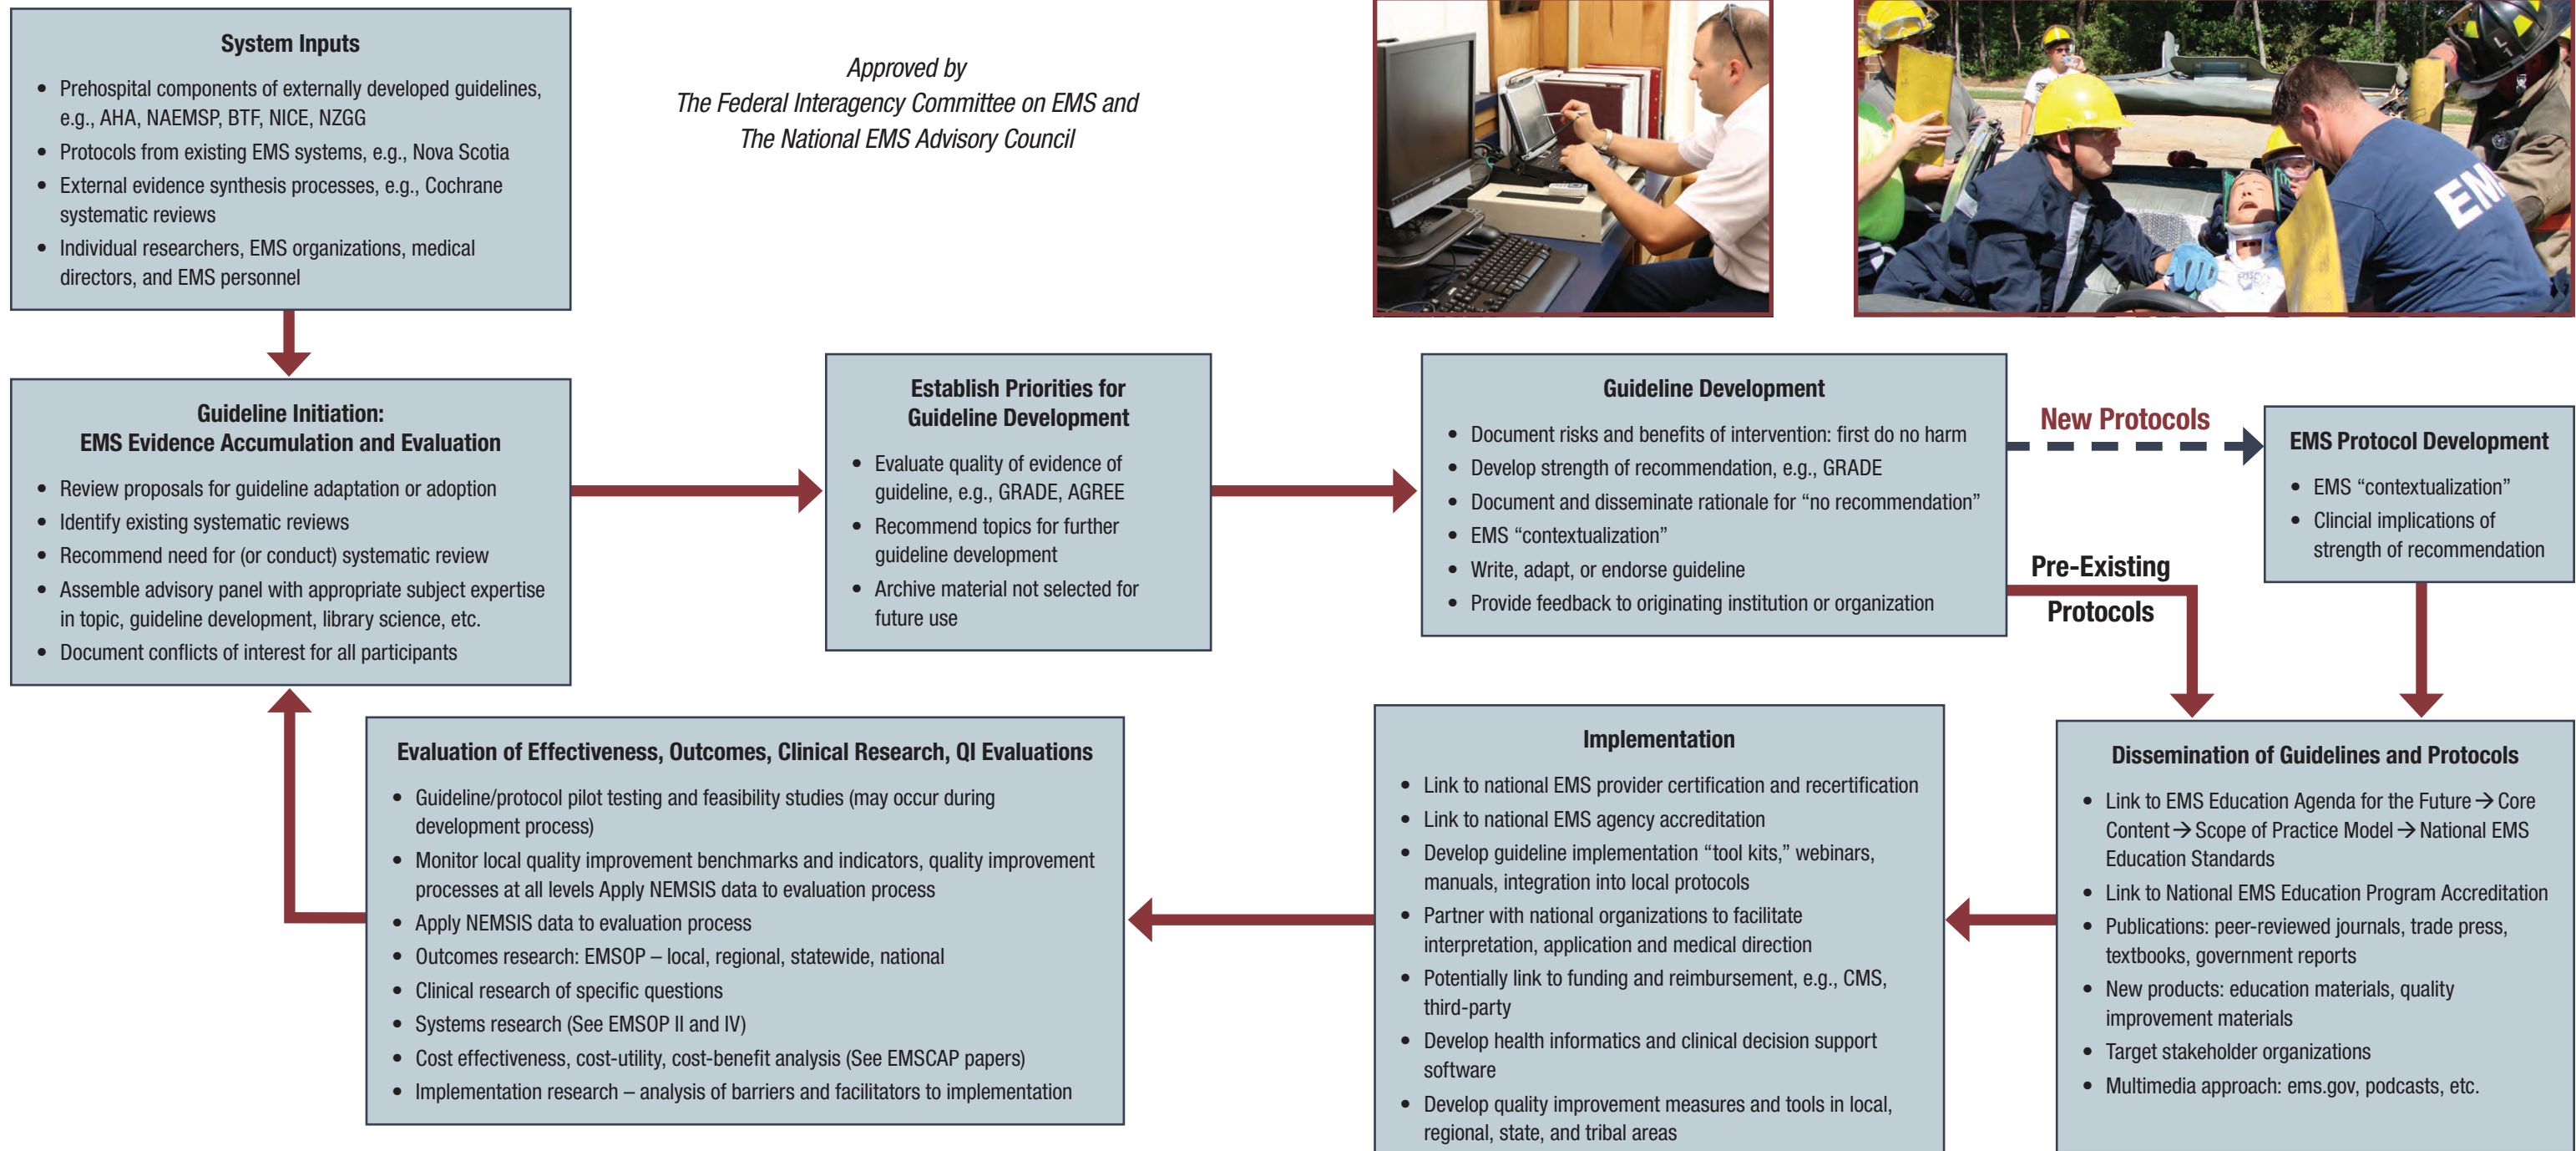 System Inputs
• Prehospital components of externally developed guidelines,
e.g., AHA, NAEMSP, BTF, NICE, NZGG
• Protocols from existing EMS systems, e.g., Nova Scotia
• External evidence synthesis processes, e.g., Cochrane
systematic reviews
• Individual researchers, EMS organizations, medical
directors, and EMS personnel
Approved by
The Federal Interagency Committee on EMS and
The National EMS Advisory Council
EM
Guideline Initiation:
EMS Evidence Accumulation and Evaluation
• Review proposals for guideline adaptation or adoption
• Identify existing systematic reviews
• Recommend need for (or conduct) systematic review
• Assemble advisory panel with appropriate subject expertise
in topic, guideline development, library science, etc.
• Document conflicts of interest for all participants
Establish Priorities for
Guideline Development
• Evaluate quality of evidence of
guideline, e.g., GRADE, AGREE
• Recommend topics for further
guideline development
• Archive material not selected for
future use
Guideline Development
• Document risks and benefits of intervention: first do no harm
• Develop strength of recommendation, e.g., GRADE
• Document and disseminate rationale for “no recommendation”
• EMS “contextualization”
• Write, adapt, or endorse guideline
• Provide feedback to originating institution or organization
New Protocols
Pre-Existing
Protocols
EMS Protocol Development
• EMS “contextualization”
• Clincial implications of
strength of recommendation
Dissemination of Guidelines and Protocols
• Link to EMS Education Agenda for the Future → Core
Content → Scope of Practice Model → National EMS
Education Standards
• Link to National EMS Education Program Accreditation
• Publications: peer-reviewed journals, trade press,
textbooks, government reports
• New products: education materials, quality
improvement materials
• Target stakeholder organizations
• Multimedia approach: ems.gov, podcasts, etc.
Implementation
• Link to national EMS provider certification and recertification
• Link to national EMS agency accreditation
• Develop guideline implementation “tool kits,” webinars,
manuals, integration into local protocols
• Partner with national organizations to facilitate
interpretation, application and medical direction
• Potentially link to funding and reimbursement, e.g., CMS,
third-party
• Develop health informatics and clinical decision support
software
• Develop quality improvement measures and tools in local,
regional, state, and tribal areas
Evaluation of Effectiveness, Outcomes, Clinical Research, QI Evaluations
• Guideline/protocol pilot testing and feasibility studies (may occur during
development process)
• Monitor local quality improvement benchmarks and indicators, quality improvement
processes at all levels Apply NEMSIS data to evaluation process
• Apply NEMSIS data to evaluation process
• Outcomes research: EMSOP – local, regional, statewide, national
• Clinical research of specific questions
• Systems research (See EMSOP II and IV)
• Cost effectiveness, cost-utility, cost-benefit analysis (See EMSCAP papers)
• Implementation research – analysis of barriers and facilitators to implementation